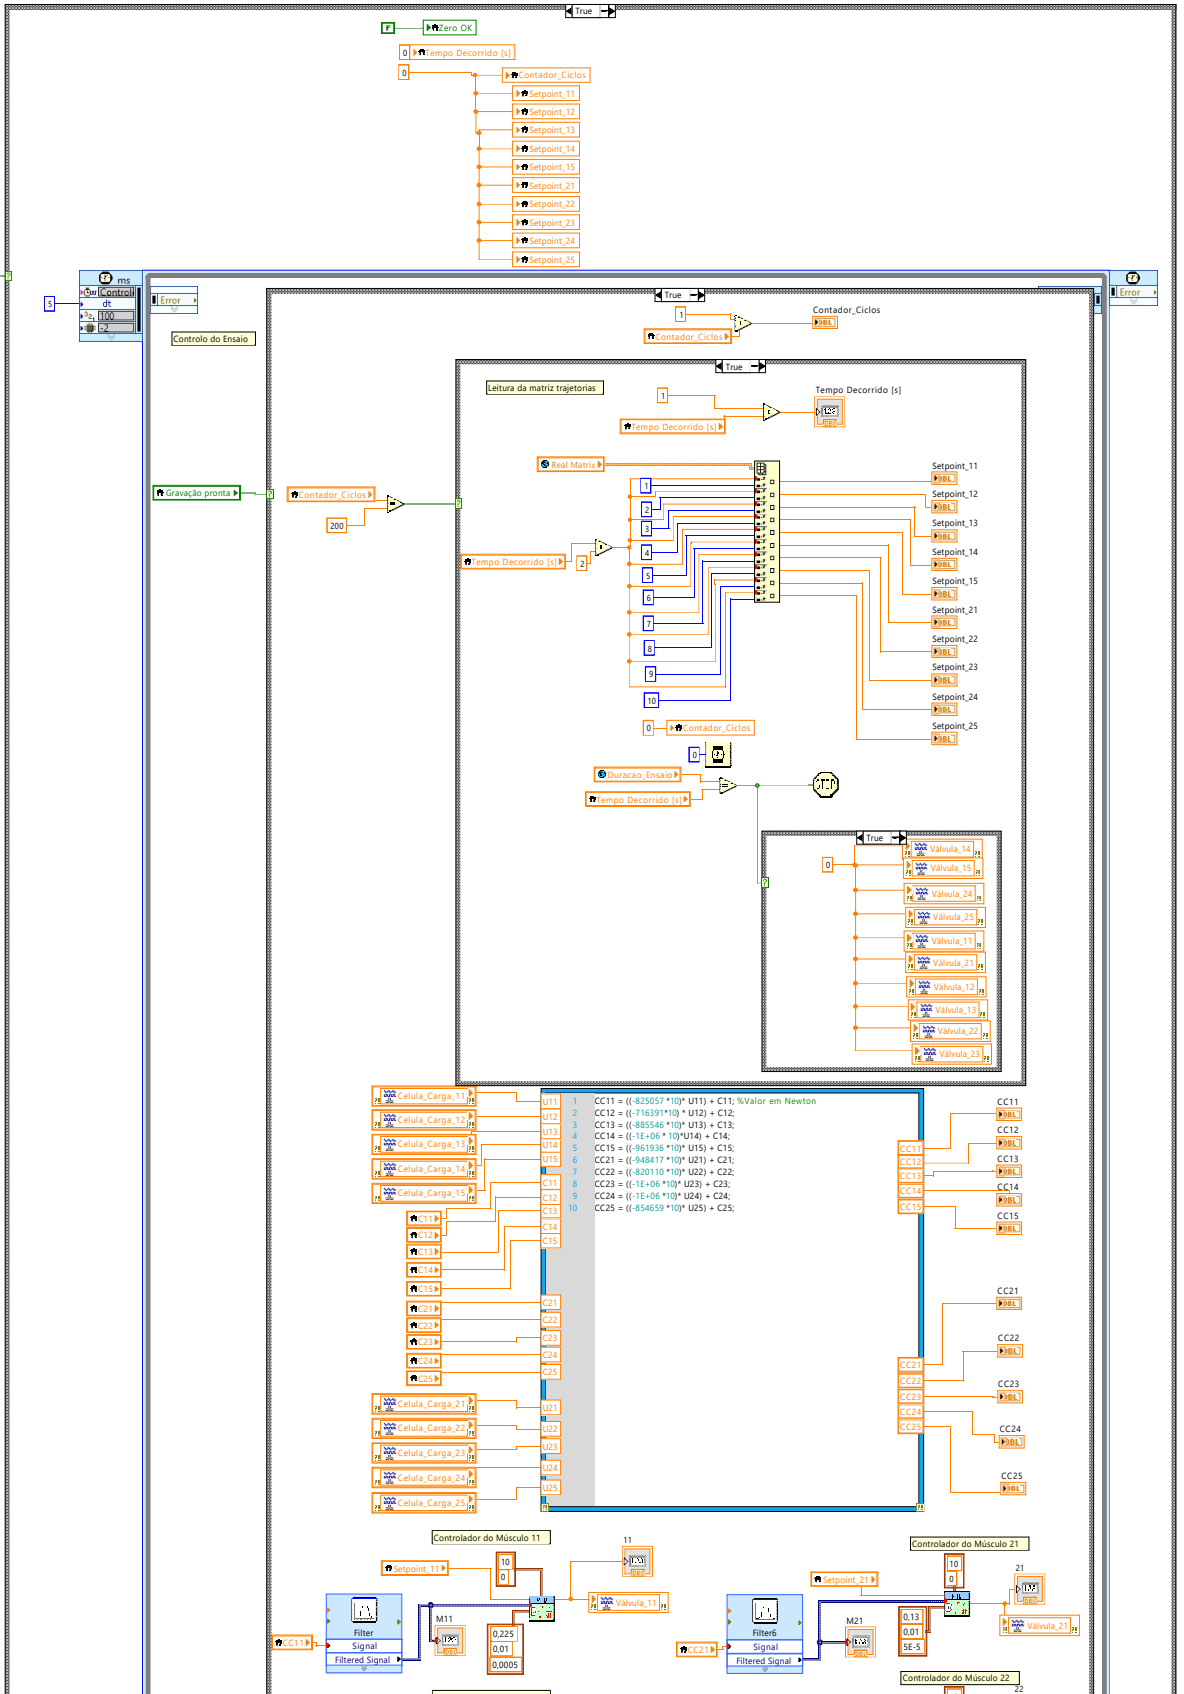 True
F
Zero OK
0
Tempo Decorrido [s]
0
Contador_Ciclos
Setpoint_11
Setpoint_12
Setpoint_13
Setpoint_14
Setpoint_15
Setpoint_21
Setpoint_22
Setpoint_23
Setpoint_24
Setpoint_25
ms
Control
5
dt
100
-2
Error
Error
True
Controlo do Ensaio
1
Contador_Ciclos
Contador_Ciclos
True
Leitura da matriz trajetorias
1
Tempo Decorrido [s]
Tempo Decorrido [s]
Real Matrix
Gravação pronta
Contador_Ciclos
200
Tempo Decorrido [s]
2
1
2
3
4
5
6
7
8
9
10
Setpoint_11
Setpoint_12
Setpoint_13
Setpoint_14
Setpoint_15
Setpoint_21
Setpoint_22
Setpoint_23
Setpoint_24
Setpoint_25
0
Contador_Ciclos
0
Duracao_Ensaio
Tempo Decorrido [s]
True
0
Válvula_14
Válvula_15
Válvula_24
Válvula_25
Válvula_11
Válvula_21
Válvula_12
Válvula_13
Válvula_22
Válvula_23
Celula_Carga_11
Celula_Carga_12
Celula_Carga_13
Celula_Carga_14
Celula_Carga_15
C11
C12
C13
C14
C15
C21
C22
C23
C24
C25
Celula_Carga_21
Celula_Carga_22
Celula_Carga_23
Celula_Carga_24
Celula_Carga_25
U11
U12
U13
U14
U15
C11
C12
C13
C14
C15
C21
C22
C23
C24
C25
U21
U22
U23
U24
U25
1 CC11 = ((-825057 *10)* U11) + C11; %Valor em Newton
2 CC12 = ((-716391*10) * U12) + C12;
3 CC13 = ((-885546 *10)* U13) + C13;
4 CC14 = ((-1E+06 *10)*U14) + C14;
5 CC15 = ((-961936 *10)* U15) + C15;
6 CC21 = ((-948417 *10)* U21) + C21;
7 CC22 = ((-820110 *10)* U22) + C22;
8 CC23 = ((-1E+06 *10)* U23) + C23;
9 CC24 = ((-1E+06 *10)* U24) + C24;
10 CC25 = ((-854659 *10)* U25) + C25;
CC11
CC12
CC13
CC14
CC15
CC21
CC22
CC23
CC24
CC25
CC11
CC12
CC13
CC14
CC15
CC21
CC22
CC23
CC24
CC25
Controlador do Músculo 11
Setpoint_11
10
0
11
Válvula_11
Filter
Signal
Filtered Signal
CC11
M11
0,225
0,01
0,0005
Controlador do Músculo 21
Setpoint_21
10
0
21
Válvula_21
Filter6
Signal
Filtered Signal
CC21
M21
0,13
0,01
5E-5
Controlador do Músculo 22
22